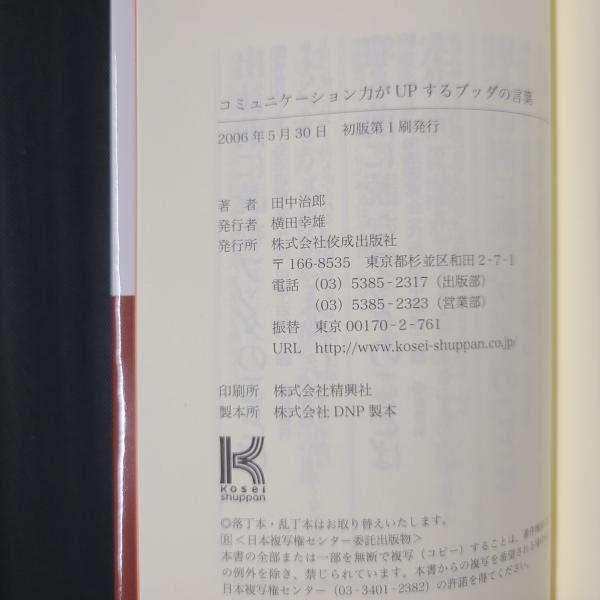 コミュニケーション力がUPするブッダの言葉
2006年5月30日 初版第1刷発行
著者 田中治郎
発行者 横田幸雄
発行所 株式会社佼成出版社
〒166-8535 東京都杉並区和田2-7-1
電話 (03) 5385-2317(出版部)
(03) 5385-2323(営業部)
振替 東京00170-2-761
URL http://www.kosei-shuppan.co.jp/
印刷所 株式会社精興社
製本所 株式会社DNP製本
K
kosei
shuppan
◎落丁本・乱丁本はお取り替えいたします。
Ⓡ<日本複写権センター委託出版物>
本書の全部または一部を無断で複写(コピー)することは、著作権法上で
の例外を除き、禁じられています。本書からの複写を希望される場合は
日本複写権センター(03-3401-2382)の許諾を得てください。